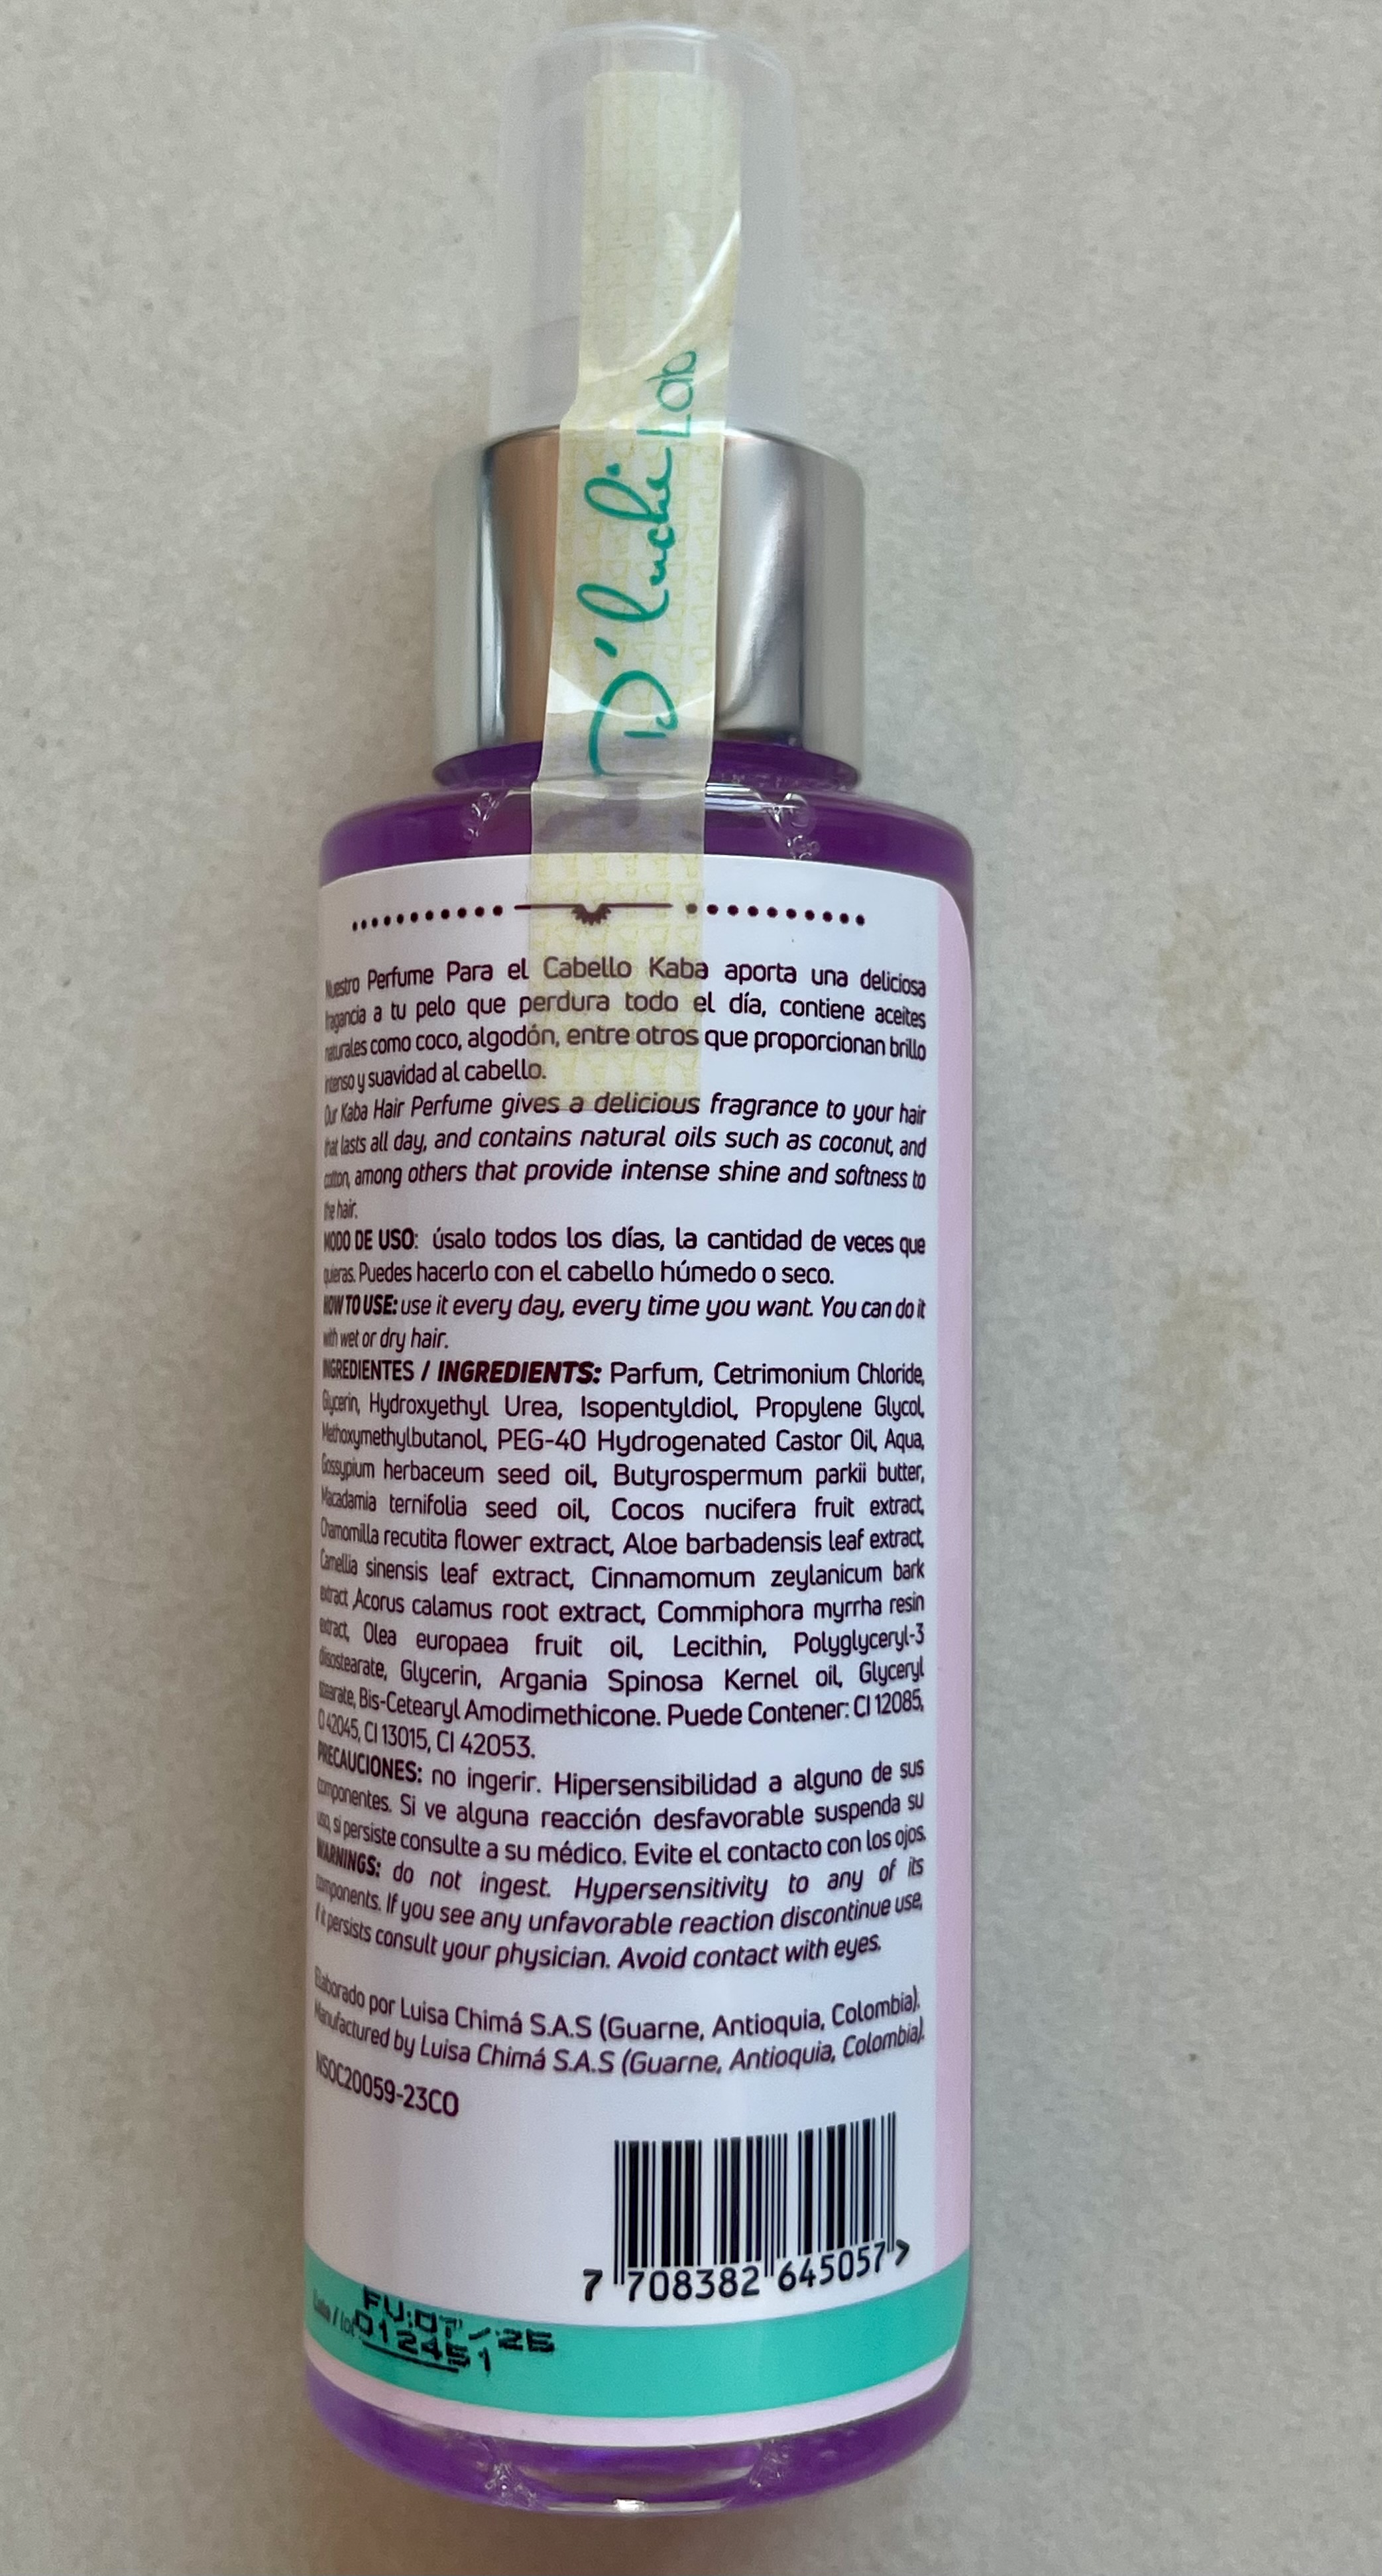 D'luchi Lab
Nuestro Perfume Para el Cabello Kaba aporta una deliciosa
fragancia a tu pelo que perdura todo el día, contiene aceites
naturales como coco, algodón, entre otros que proporcionan brillo
intenso y suavidad al cabello.
Our Kaba Hair Perfume gives a delicious fragrance to your hair
that lasts all day, and contains natural oils such as coconut, and
cotton, among others that provide intense shine and softness to
the hair.
MODO DE USO: úsalo todos los días, la cantidad de veces que
quieras. Puedes hacerlo con el cabello húmedo o seco.
HOW TO USE: use it every day, every time you want. You can do it
with wet or dry hair.
INGREDIENTES / INGREDIENTS: Parfum, Cetrimonium Chloride,
Glycerin, Hydroxyethyl Urea, Isopentyldiol, Propylene Glycol,
Methoxymethylbutanol, PEG-40 Hydrogenated Castor Oil, Aqua,
Gossypium herbaceum seed oil, Butyrospermum parkii butter,
Macadamia ternifolia seed oil, Cocos nucifera fruit extract,
Chamomilla recutita flower extract, Aloe barbadensis leaf extract,
Camellia sinensis leaf extract, Cinnamomum zeylanicum bark
extract ,Acorus calamus root extract, Commiphora myrrha resin
extract, Olea europaea fruit oil, Lecithin, Polyglyceryl-3
diisostearate, Glycerin, Argania Spinosa Kernel oil, Glyceryl
stearate, Bis-Cetearyl Amodimethicone. Puede Contener: CI 12085,
CI 42045, CI 13015, CI 42053.
PRECAUCIONES: no ingerir. Hipersensibilidad a alguno de sus
componentes. Si ve alguna reacción desfavorable suspenda su
uso, si persiste consulte a su médico. Evite el contacto con los ojos.
WARNINGS: do not ingest. Hypersensitivity to any of its
components. If you see any unfavorable reaction discontinue use,
if it persists consult your physician. Avoid contact with eyes.
Elaborado por Luisa Chimá S.A.S (Guarne, Antioquia, Colombia).
Manufactured by Luisa Chimá S.A.S (Guarne, Antioquia, Colombia).
NSOC20059-23CO
7 708382 645057 >
/ lot
012451